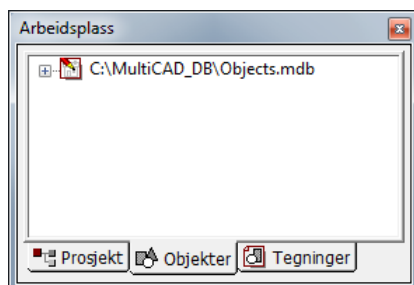 Arbeidsplass
C:\MultiCAD_DB\Objects.mdb
Prosjekt Objekter Tegninger